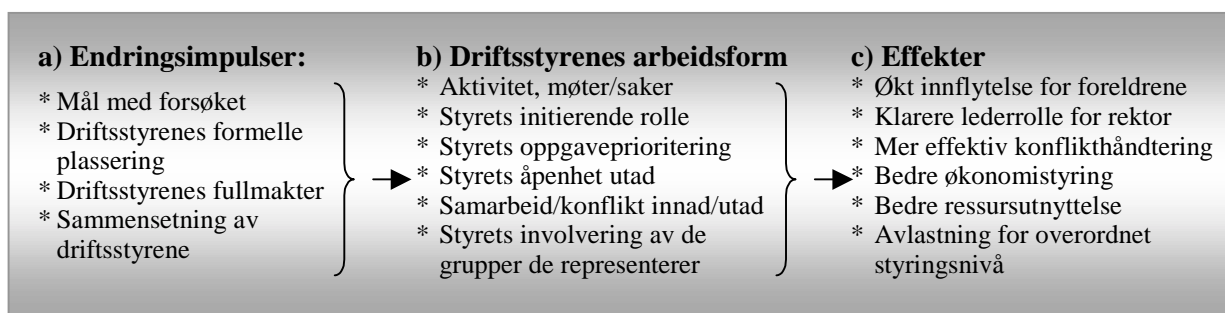 a) Endringsimpulser:
* Mål med forsøket
* Driftsstyrenes formelle
plassering
* Driftsstyrenes fullmakter
* Sammensetning av
driftsstyrene
b) Driftsstyrenes arbeidsform
* Aktivitet, møter/saker
* Styrets initierende rolle
* Styrets oppgaveprioritering
* Styrets åpenhet utad
* Samarbeid/konflikt innad/utad
* Styrets involvering av de
grupper de representerer
c) Effekter
* Økt innflytelse for foreldrene
* Klarere lederrolle for rektor
* Mer effektiv konflikthåndtering
* Bedre økonomistyring
* Bedre ressursutnyttelse
* Avlastning for overordnet
styringsnivå